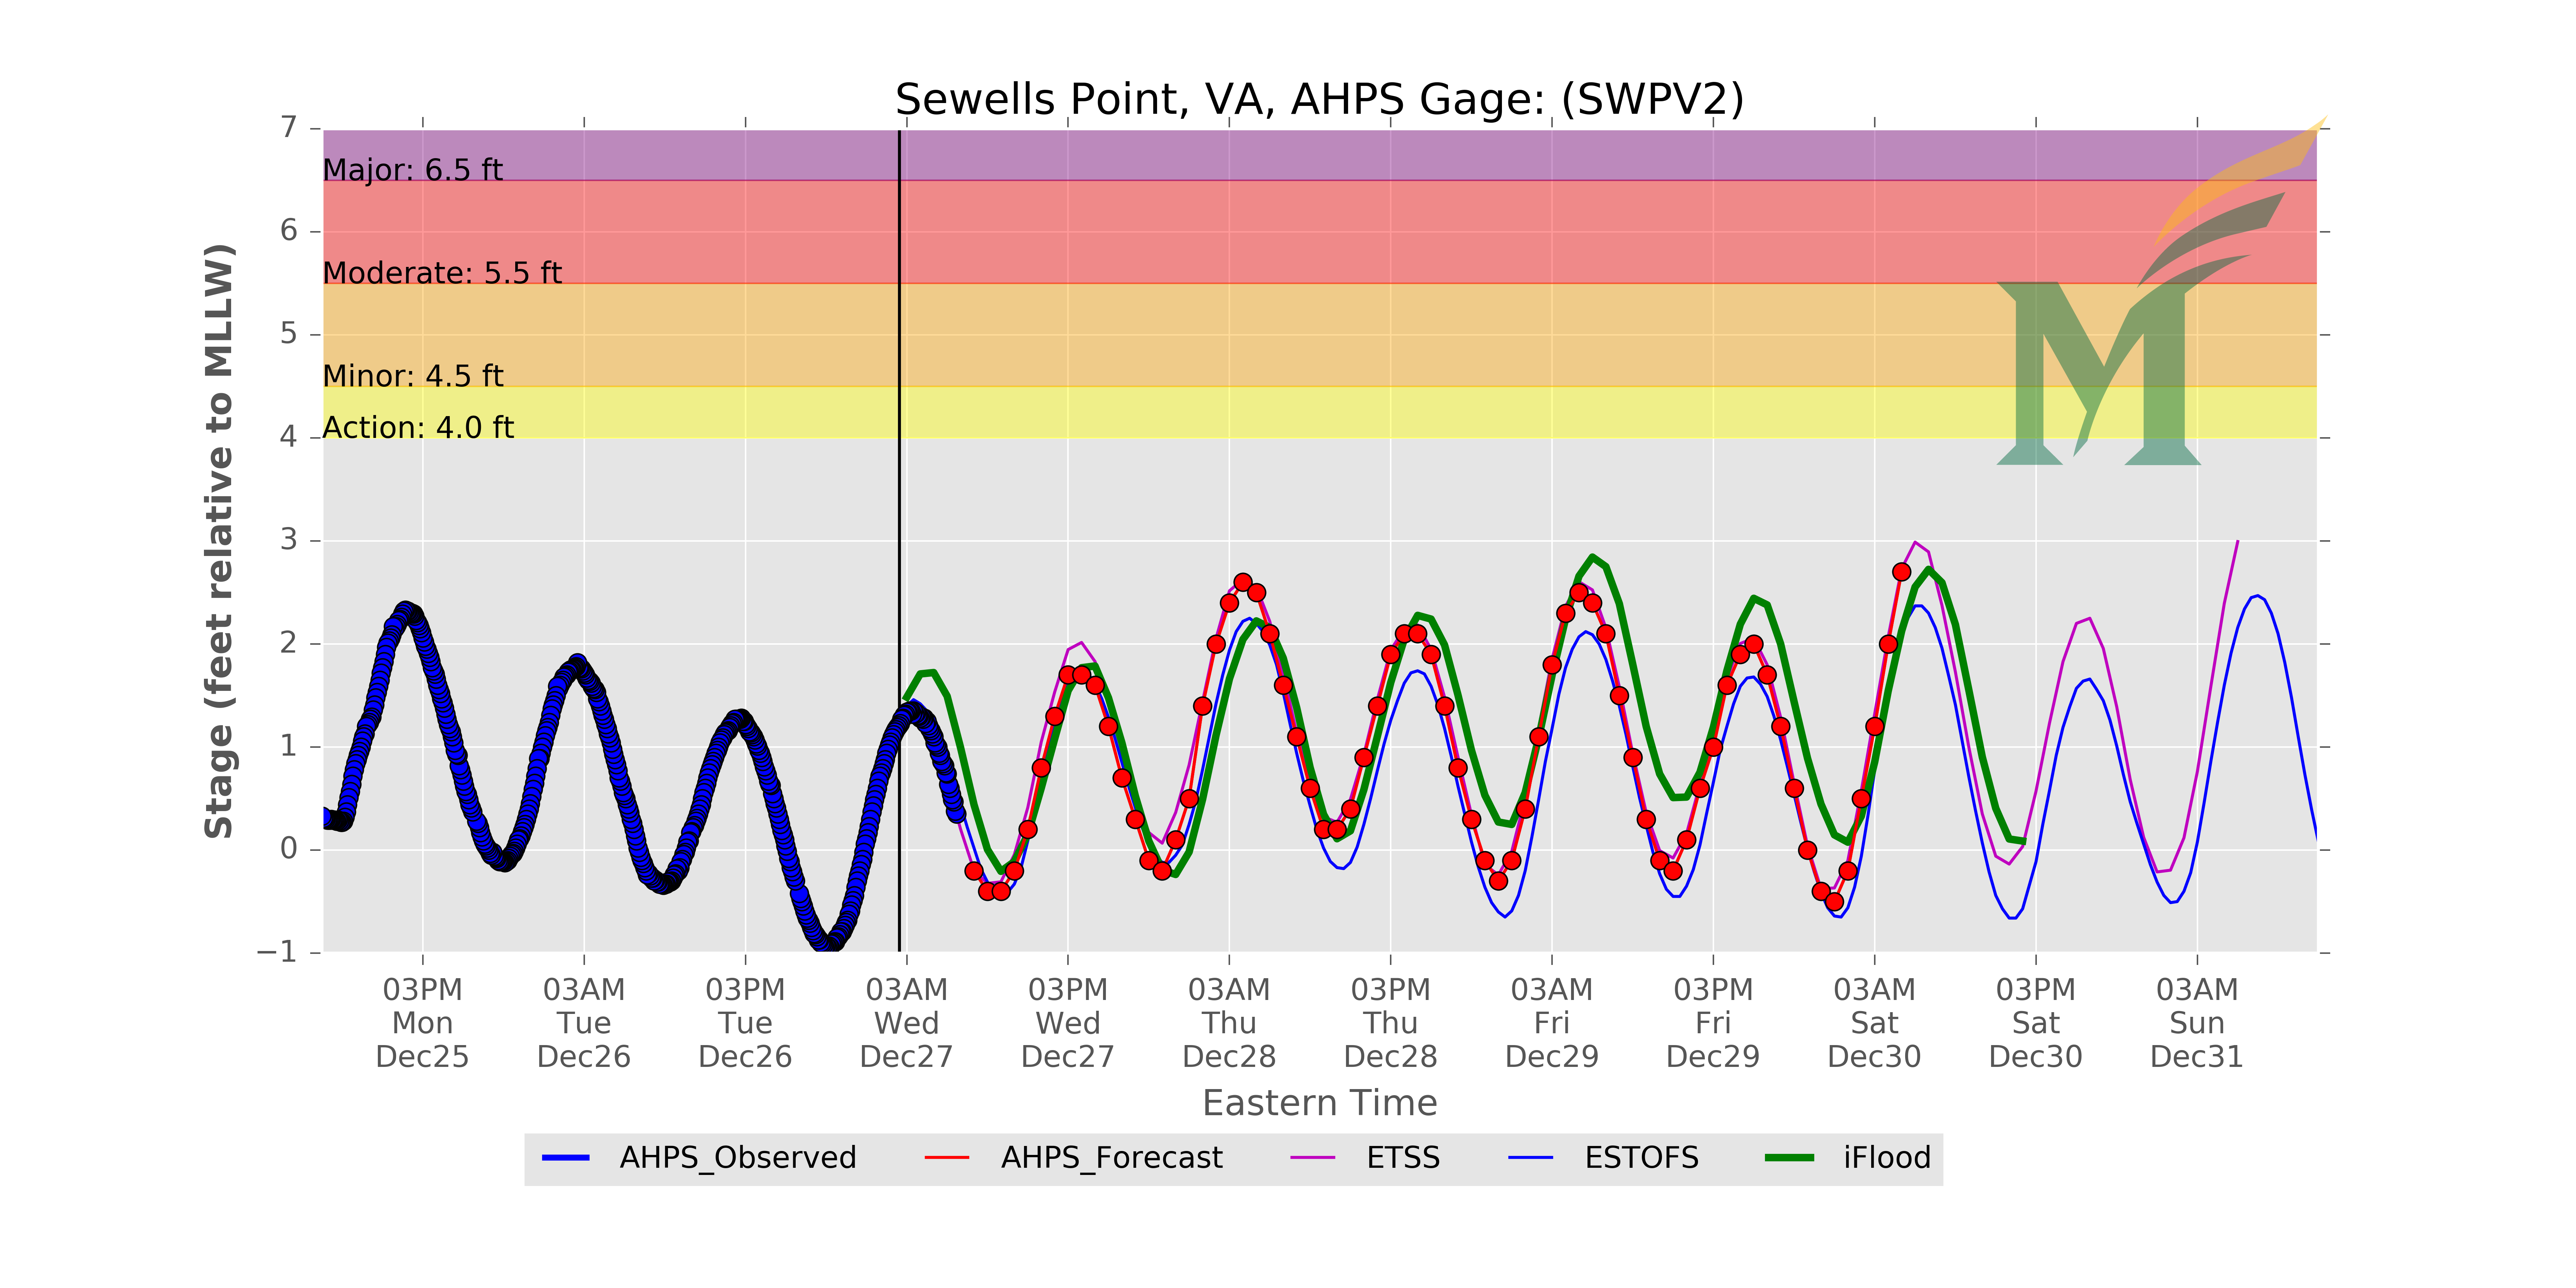 Sewells Point, VA, AHPS Gage: (SWPV2)
Stage (feet relative to MLLW)
7
6
5
4
3
2
1
0
−1
Major: 6.5 ft
Moderate: 5.5 ft
Minor: 4.5 ft
Action: 4.0 ft
M
03PM Mon Dec25
03AM Tue Dec26
03PM Tue Dec26
03AM Wed Dec27
03PM Wed Dec27
03AM Thu Dec28
03PM Thu Dec28
03AM Fri Dec29
03PM Fri Dec29
03AM Sat Dec30
03PM Sat Dec30
03AM Sun Dec31
Eastern Time
AHPS_Observed AHPS_Forecast ETSS ESTOFS iFlood